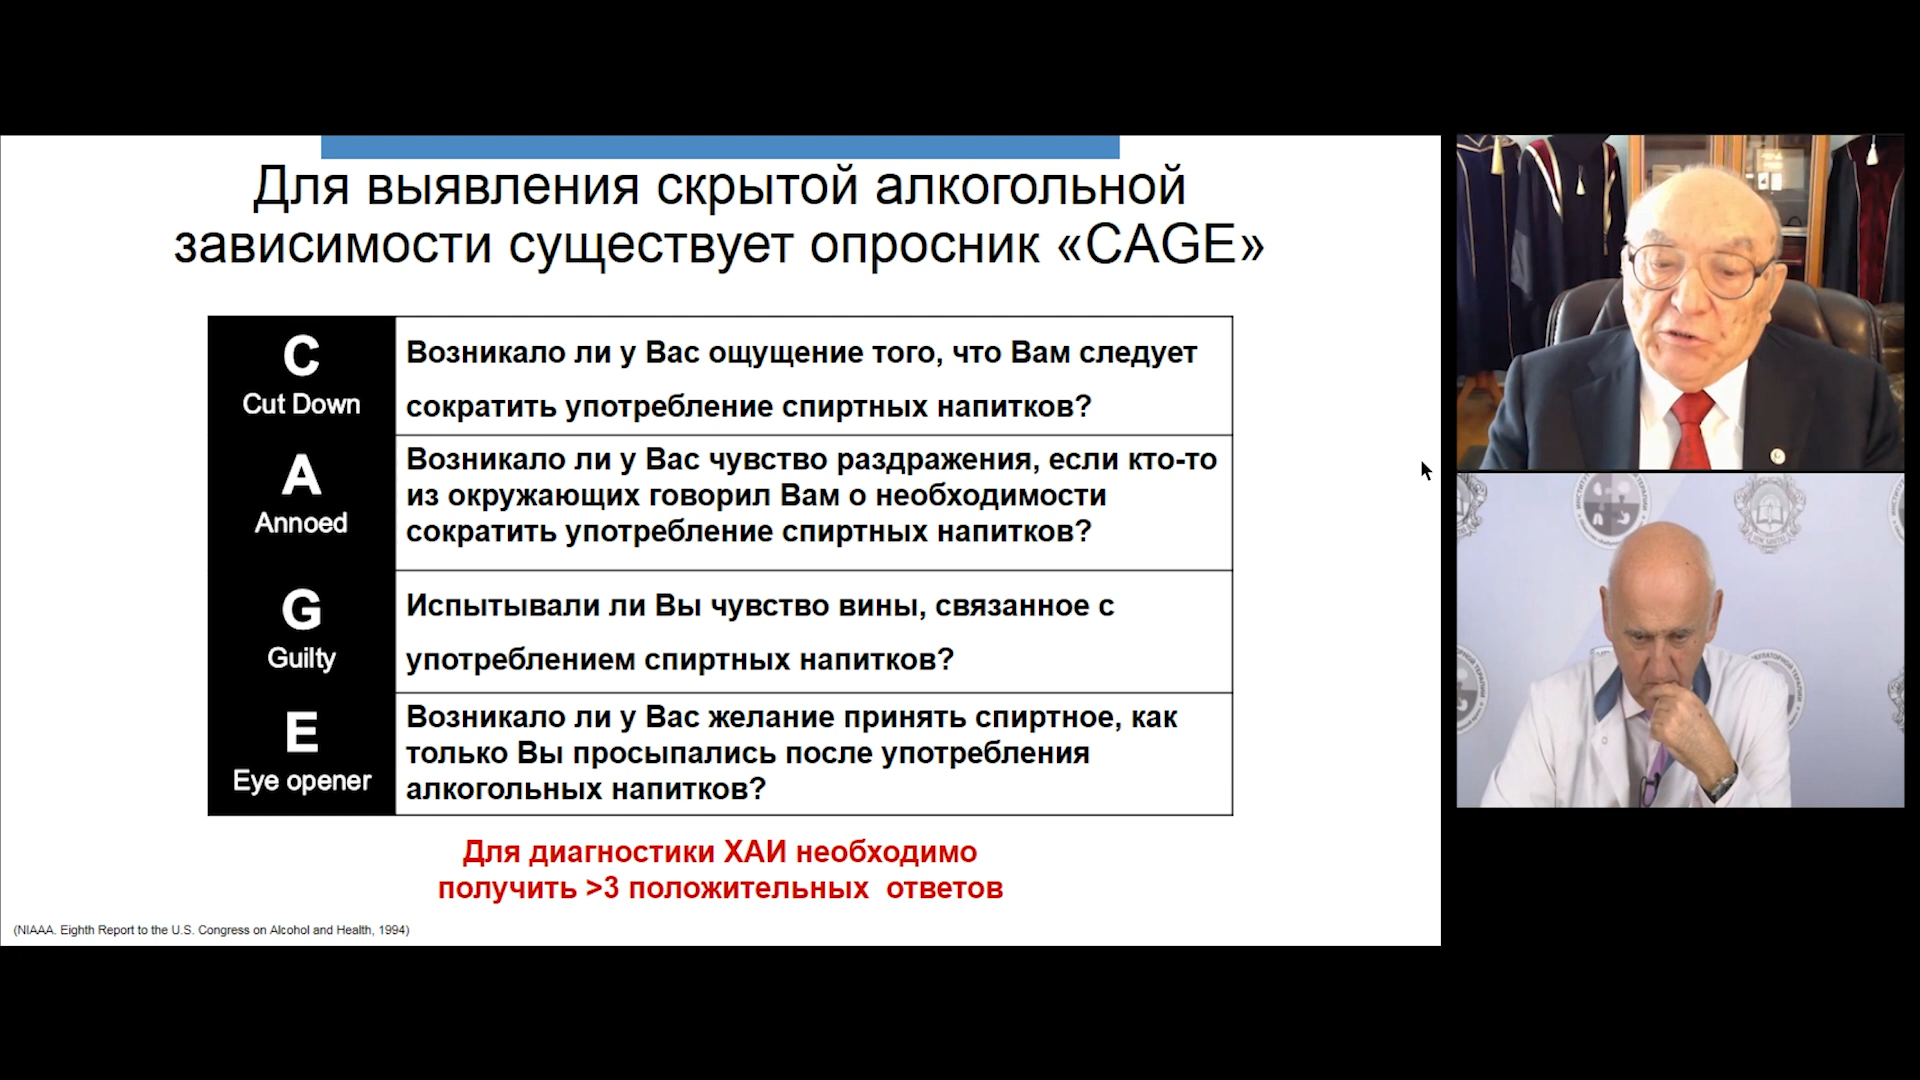 Для выявления скрытой алкогольной
зависимости существует опросник «CAGE»
C
Cut Down
Возникало ли у Вас ощущение того, что Вам следует
сократить употребление спиртных напитков?
A
Annoed
Возникало ли у Вас чувство раздражения, если кто-то
из окружающих говорил Вам о необходимости
сократить употребление спиртных напитков?
G
Guilty
Испытывали ли Вы чувство вины, связанное с
употреблением спиртных напитков?
E
Eye opener
Возникало ли у Вас желание принять спиртное, как
только Вы просыпались после употребления
алкогольных напитков?
Для диагностики ХАИ необходимо
получить >3 положительных ответов
(NIAAA. Eighth Report to the U.S. Congress on Alcohol and Health, 1994)